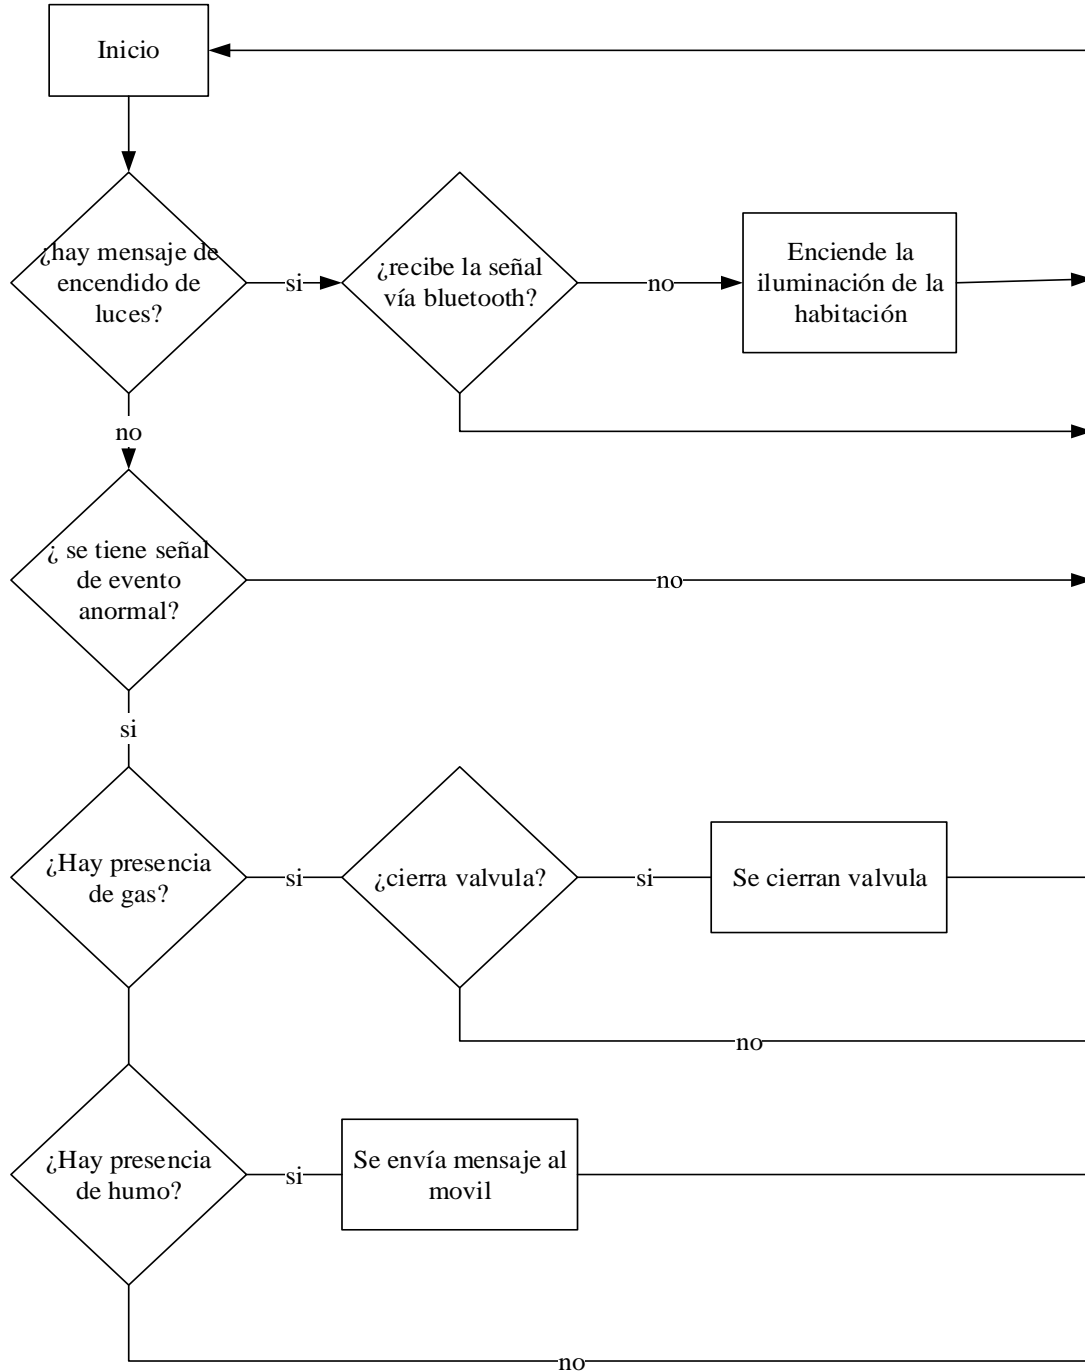 Inicio
¿hay mensaje de
encendido de
luces?
si
¿recibe la señal
vía bluetooth?
no
Enciende la
iluminación de la
habitación
no
¿ se tiene señal
de evento
anormal?
no
si
¿Hay presencia
de gas?
si
¿cierra valvula?
si
Se cierran valvula
no
¿Hay presencia
de humo?
si
Se envía mensaje al
movil
no